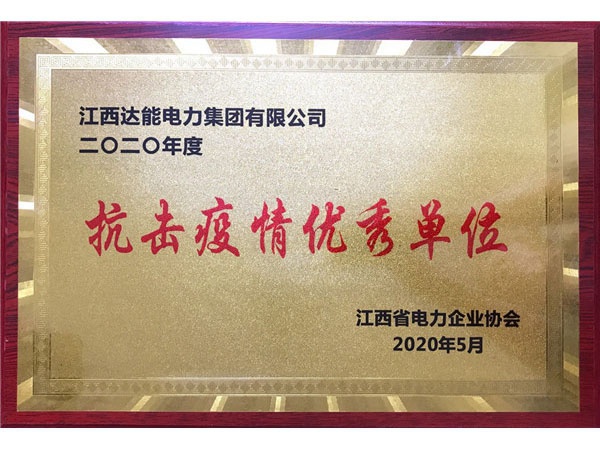 江西达能电力集团有限公司
二〇二〇年度
抗击疫情优秀单位
江西省电力企业协会
2020年5月